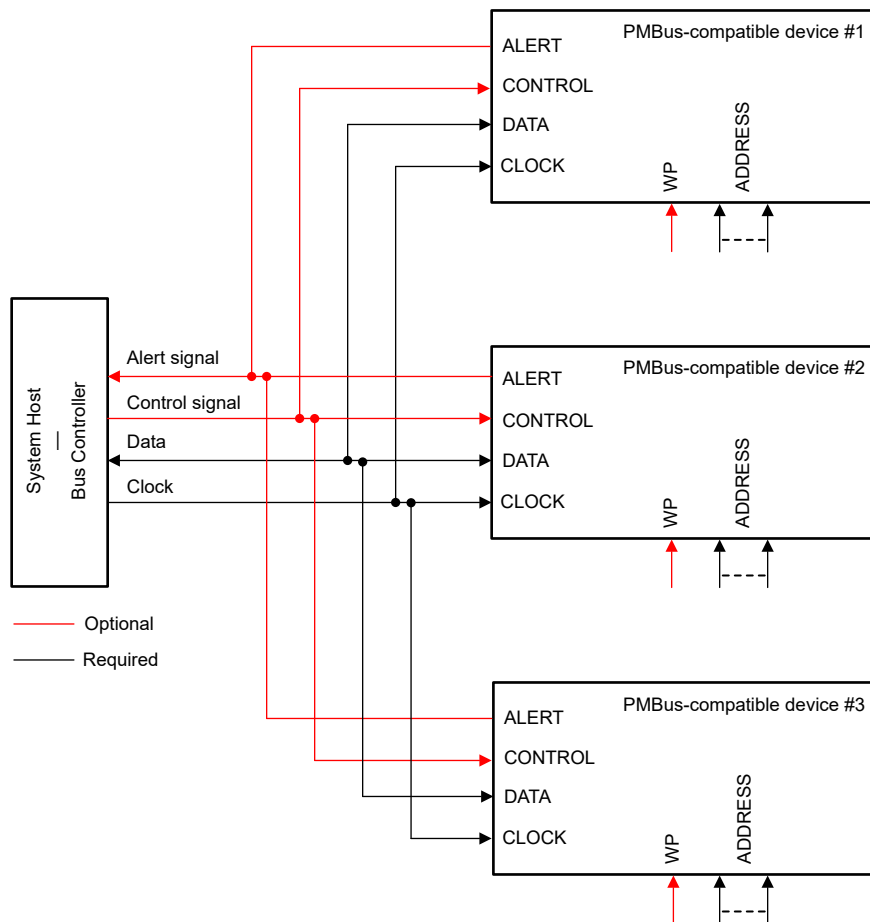 PMBus-compatible device #1
ALERT
CONTROL
DATA
CLOCK
WP
ADDRESS
System Host
—
Bus Controller
Alert signal
Control signal
Data
Clock
PMBus-compatible device #2
ALERT
CONTROL
DATA
CLOCK
WP
ADDRESS
Optional
Required
PMBus-compatible device #3
ALERT
CONTROL
DATA
CLOCK
WP
ADDRESS